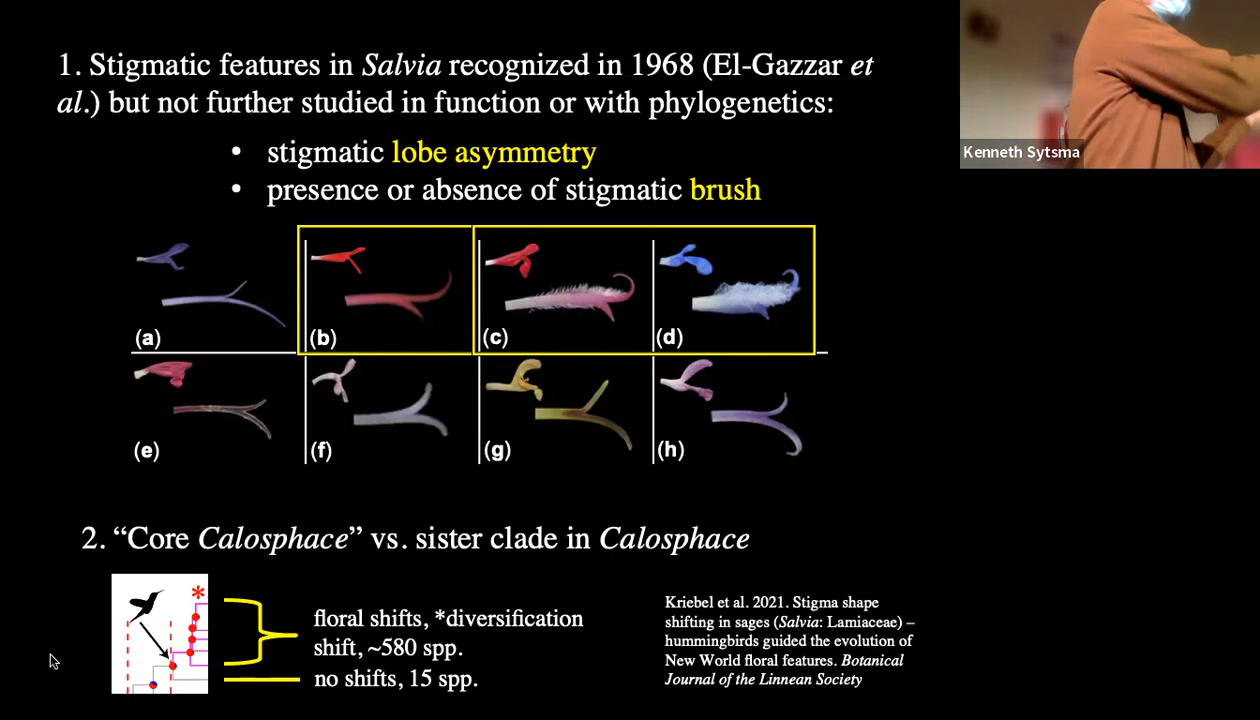 1. Stigmatic features in Salvia recognized in 1968 (El-Gazzar et
al.) but not further studied in function or with phylogenetics:
• stigmatic lobe asymmetry
• presence or absence of stigmatic brush
Kenneth Sytsma
(a) (b) (c) (d)
(e) (f) (g) (h)
2. “Core Calosphace” vs. sister clade in Calosphace
*
floral shifts, *diversification
shift, ~580 spp.
no shifts, 15 spp.
Kriebel et al. 2021. Stigma shape
shifting in sages (Salvia: Lamiaceae) –
hummingbirds guided the evolution of
New World floral features. Botanical
Journal of the Linnean Society